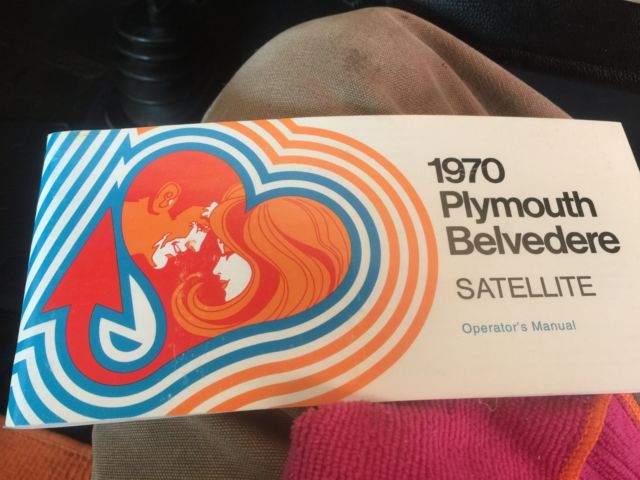 1970
Plymouth
Belvedere
SATELLITE
Operator's Manual